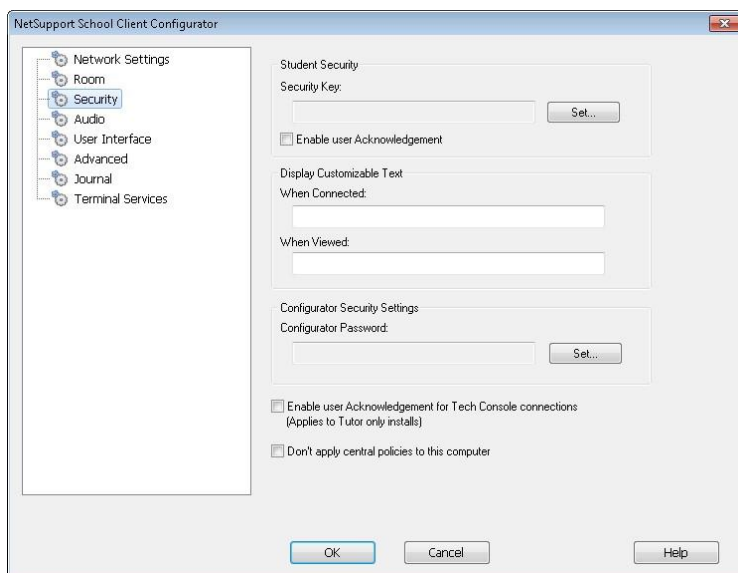 NetSupport School Client Configurator
Network Settings
Room
Security
Audio
User Interface
Advanced
Journal
Terminal Services
Student Security
Security Key:
Set...
Enable user Acknowledgement
Display Customizable Text
When Connected:
When Viewed:
Configurator Security Settings
Configurator Password:
Set...
Enable user Acknowledgement for Tech Console connections
(Applies to Tutor only installs)
Don't apply central policies to this computer
OK
Cancel
Help